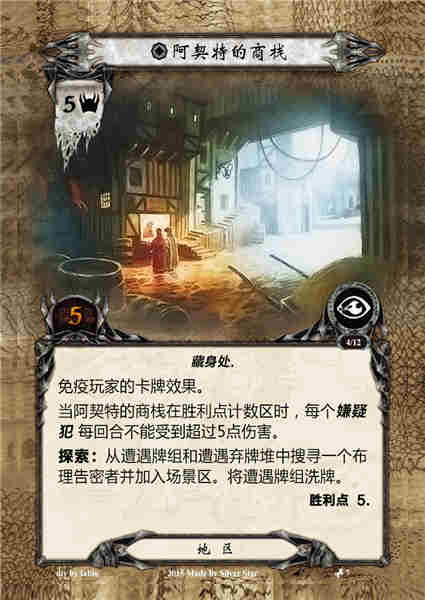 阿契特的商栈
5
5
4/12
藏身处.
免疫玩家的卡牌效果。
当阿契特的商栈在胜利点计数区时，每个嫌疑
犯 每回合不能受到超过5点伤害。
探索：从遭遇牌组和遭遇弃牌堆中搜寻一个布
理告密者并加入场景区。将遭遇牌组洗牌。
胜利点 5.
地 区
2015 Made by Silver Star